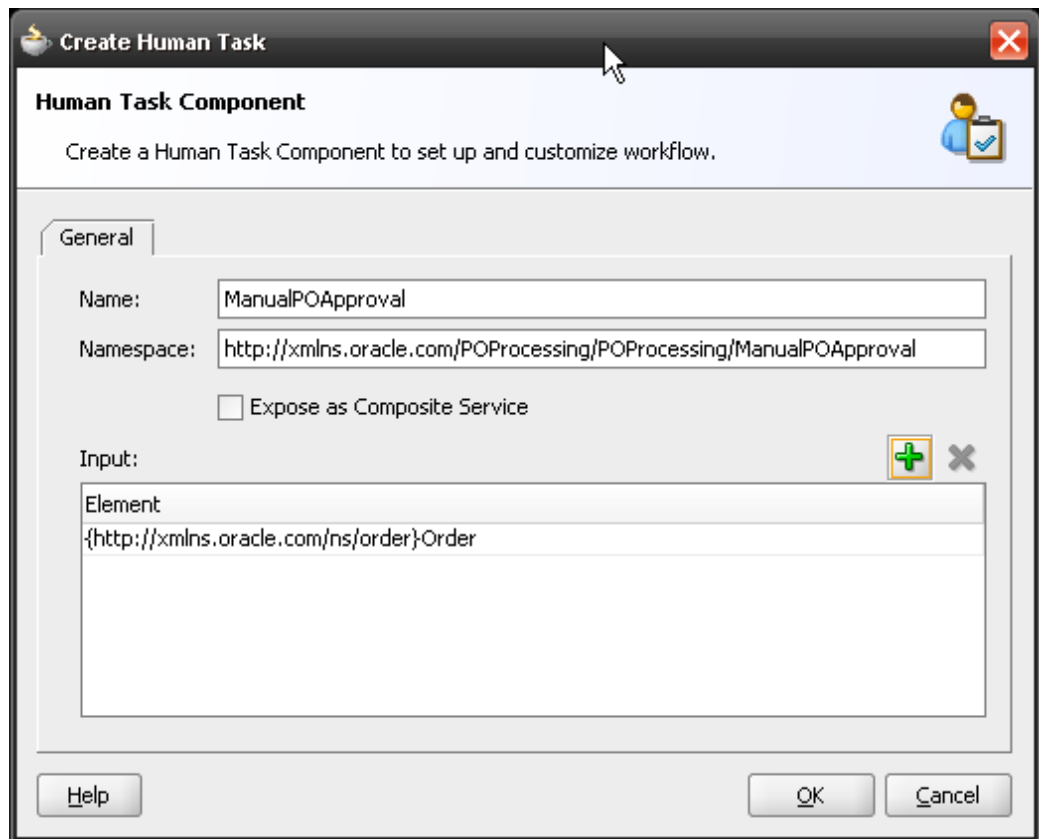 Create Human Task
Human Task Component
Create a Human Task Component to set up and customize workflow.
General
Name: ManualPOApproval
Namespace: http://xmlns.oracle.com/POProcessing/POProcessing/ManualPOApproval
Expose as Composite Service
Input:
Element
{http://xmlns.oracle.com/ns/order}Order
Help OK Cancel